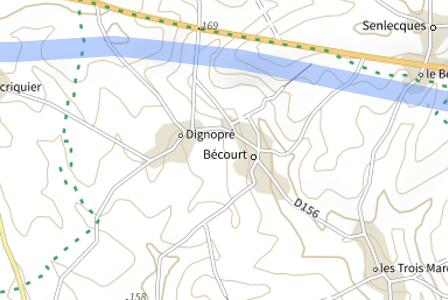 169
Senlecques
le B
criquier
Dignopré
Bécourt
D156
les Trois Mar
158